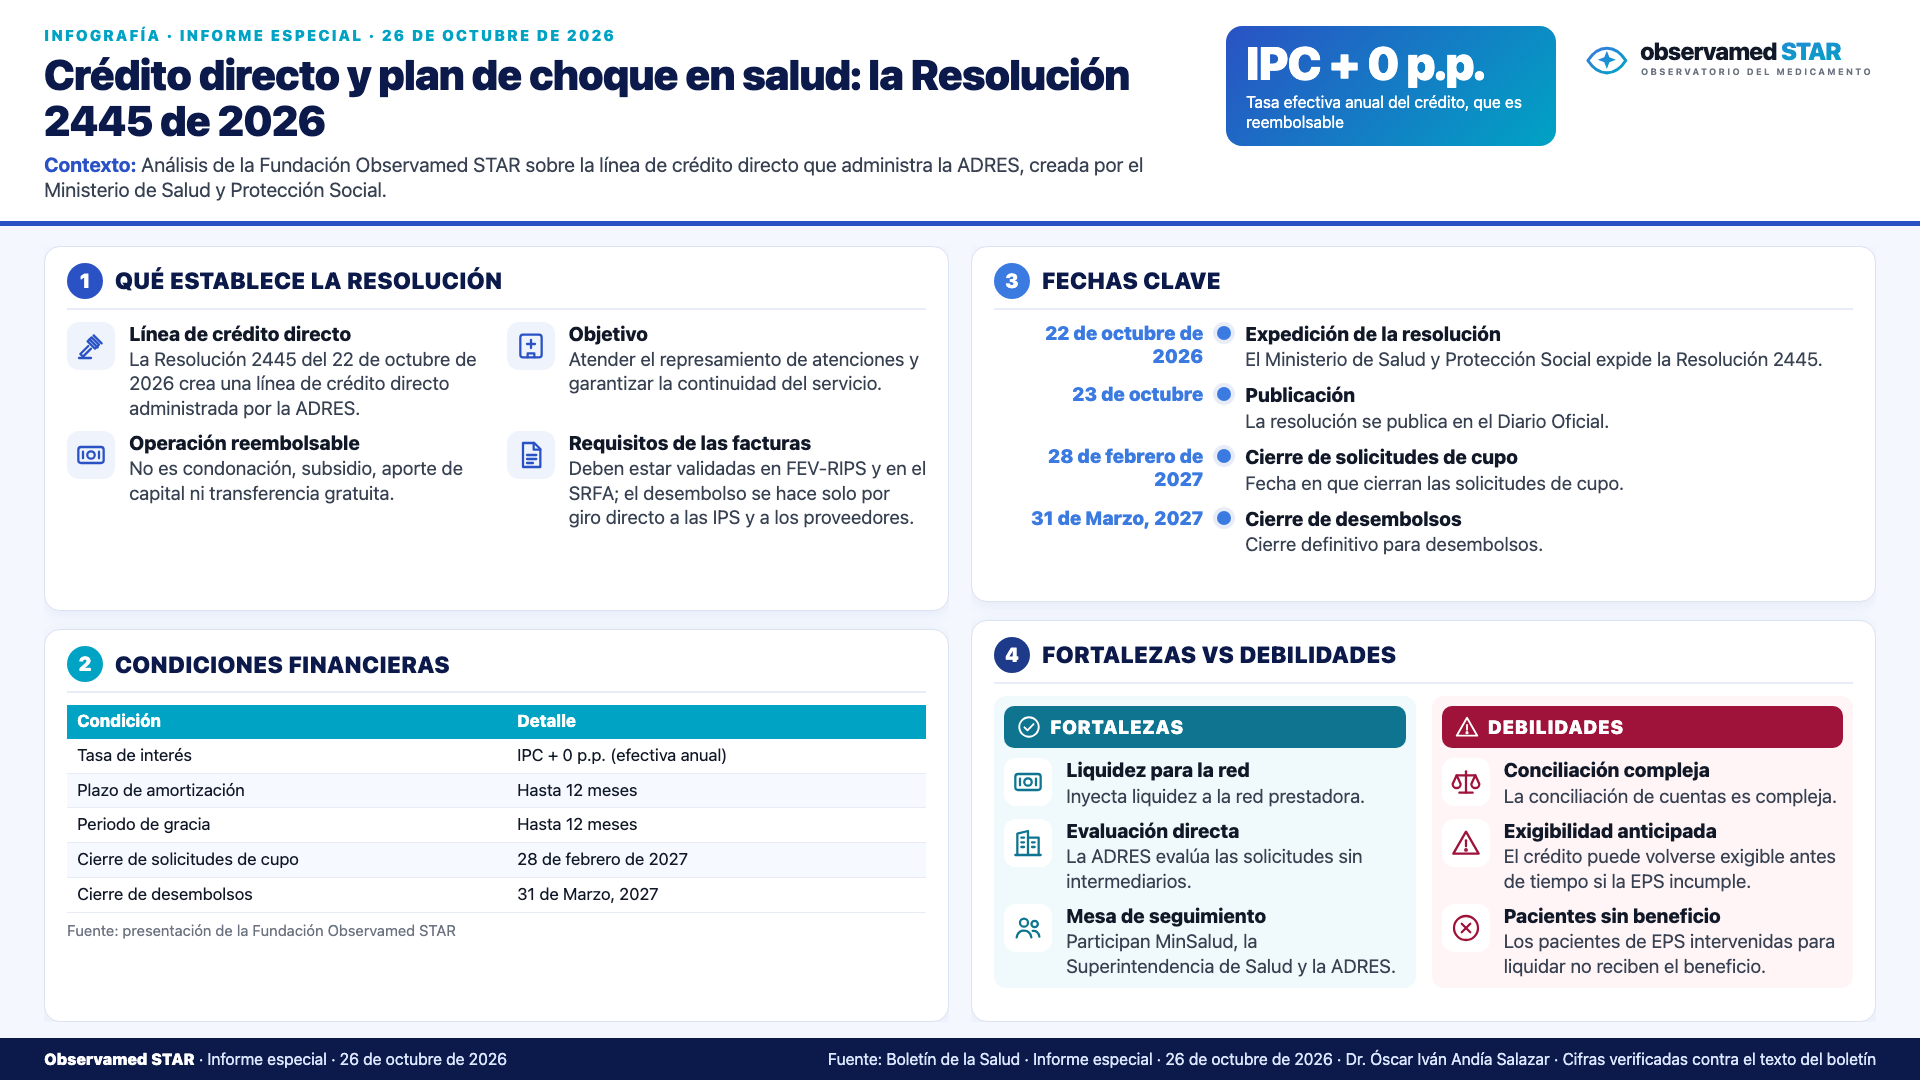 INFOGRAFÍA · INFORME ESPECIAL · 26 DE OCTUBRE DE 2026
Crédito directo y plan de choque en salud: la Resolución
2445 de 2026
Contexto: Análisis de la Fundación Observamed STAR sobre la línea de crédito directo que administra la ADRES, creada por el
Ministerio de Salud y Protección Social.
IPC + 0 p.p.
Tasa efectiva anual del crédito, que es
reembolsable
observamed STAR
OBSERVATORIO DEL MEDICAMENTO
1 QUÉ ESTABLECE LA RESOLUCIÓN
Línea de crédito directo
La Resolución 2445 del 22 de octubre de
2026 crea una línea de crédito directo
administrada por la ADRES.
Objetivo
Atender el represamiento de atenciones y
garantizar la continuidad del servicio.
Operación reembolsable
No es condonación, subsidio, aporte de
capital ni transferencia gratuita.
Requisitos de las facturas
Deben estar validadas en FEV-RIPS y en el
SRFA; el desembolso se hace solo por
giro directo a las IPS y a los proveedores.
2 CONDICIONES FINANCIERAS
Condición Detalle
Tasa de interés IPC + 0 p.p. (efectiva anual)
Plazo de amortización Hasta 12 meses
Periodo de gracia Hasta 12 meses
Cierre de solicitudes de cupo 28 de febrero de 2027
Cierre de desembolsos 31 de Marzo, 2027
Fuente: presentación de la Fundación Observamed STAR
3 FECHAS CLAVE
22 de octubre de
2026
Expedición de la resolución
El Ministerio de Salud y Protección Social expide la Resolución 2445.
23 de octubre
Publicación
La resolución se publica en el Diario Oficial.
28 de febrero de
2027
Cierre de solicitudes de cupo
Fecha en que cierran las solicitudes de cupo.
31 de Marzo, 2027
Cierre de desembolsos
Cierre definitivo para desembolsos.
4 FORTALEZAS VS DEBILIDADES
FORTALEZAS
Liquidez para la red
Inyecta liquidez a la red prestadora.
Evaluación directa
La ADRES evalúa las solicitudes sin
intermediarios.
Mesa de seguimiento
Participan MinSalud, la
Superintendencia de Salud y la ADRES.
DEBILIDADES
Conciliación compleja
La conciliación de cuentas es compleja.
Exigibilidad anticipada
El crédito puede volverse exigible antes
de tiempo si la EPS incumple.
Pacientes sin beneficio
Los pacientes de EPS intervenidas para
liquidar no reciben el beneficio.
Observamed STAR · Informe especial · 26 de octubre de 2026
Fuente: Boletín de la Salud · Informe especial · 26 de octubre de 2026 · Dr. Óscar Iván Andía Salazar · Cifras verificadas contra el texto del boletín